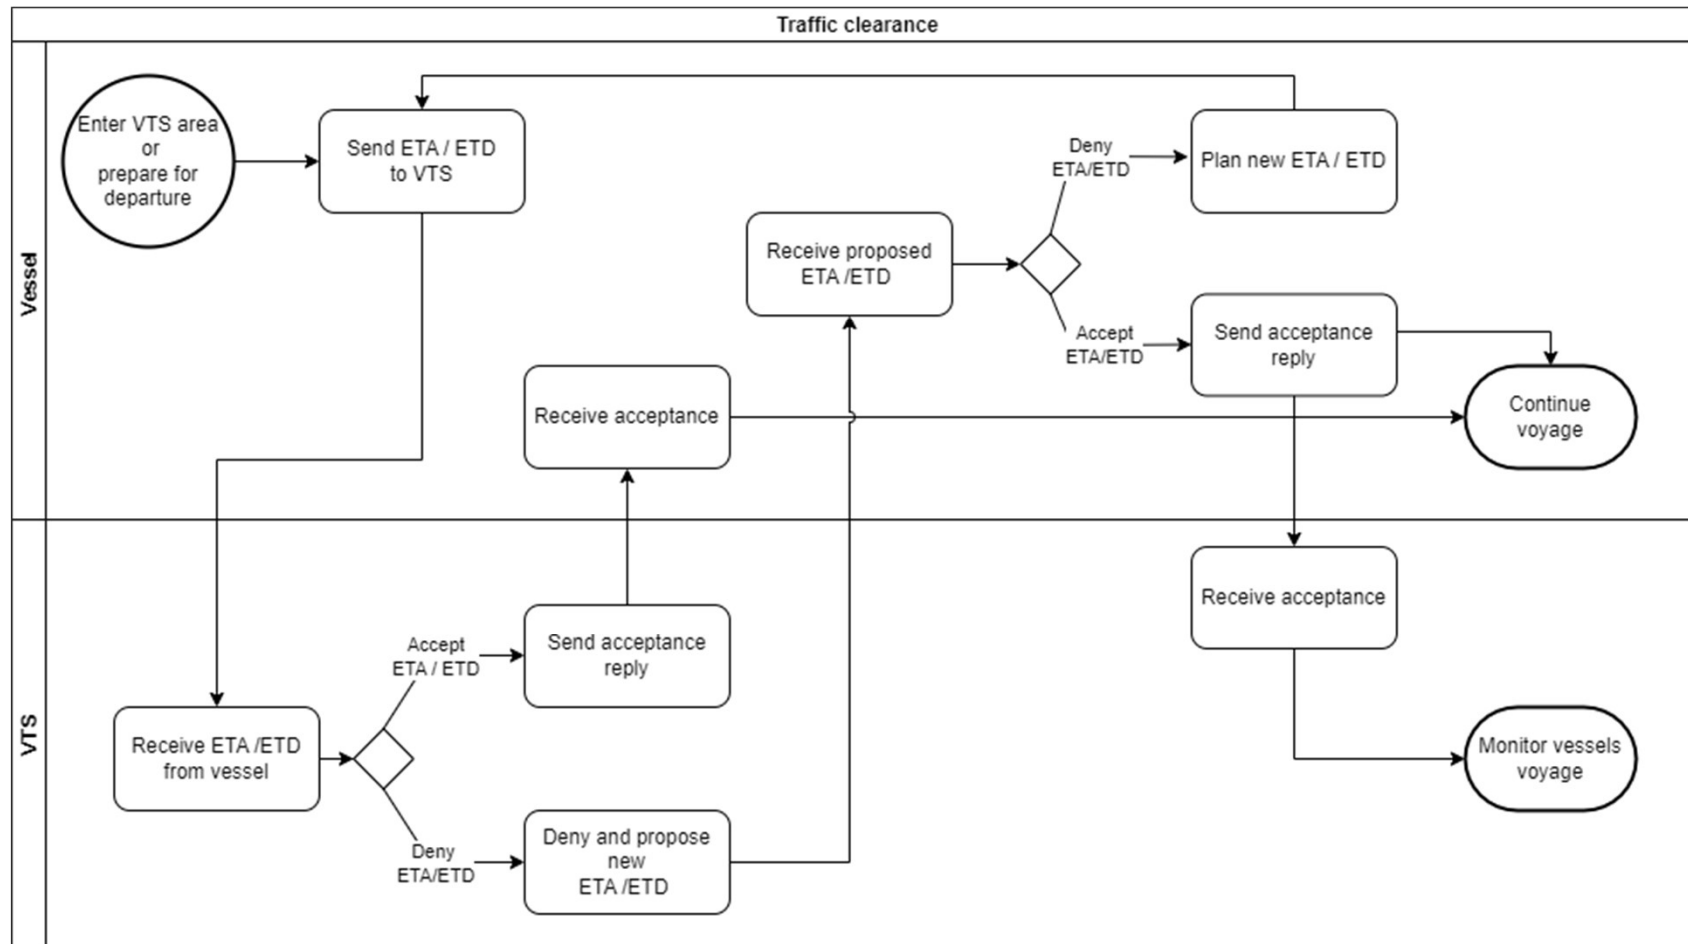 Traffic clearance
Vessel
Enter VTS area
or
prepare for
departure
Send ETA / ETD
to VTS
Receive proposed
ETA /ETD
Deny
ETA/ETD
Plan new ETA / ETD
Accept
ETA/ETD
Send acceptance
reply
Receive acceptance
Continue
voyage
VTS
Receive ETA /ETD
from vessel
Accept
ETA / ETD
Send acceptance
reply
Deny
ETA/ETD
Deny and propose
new
ETA /ETD
Receive acceptance
Monitor vessels
voyage